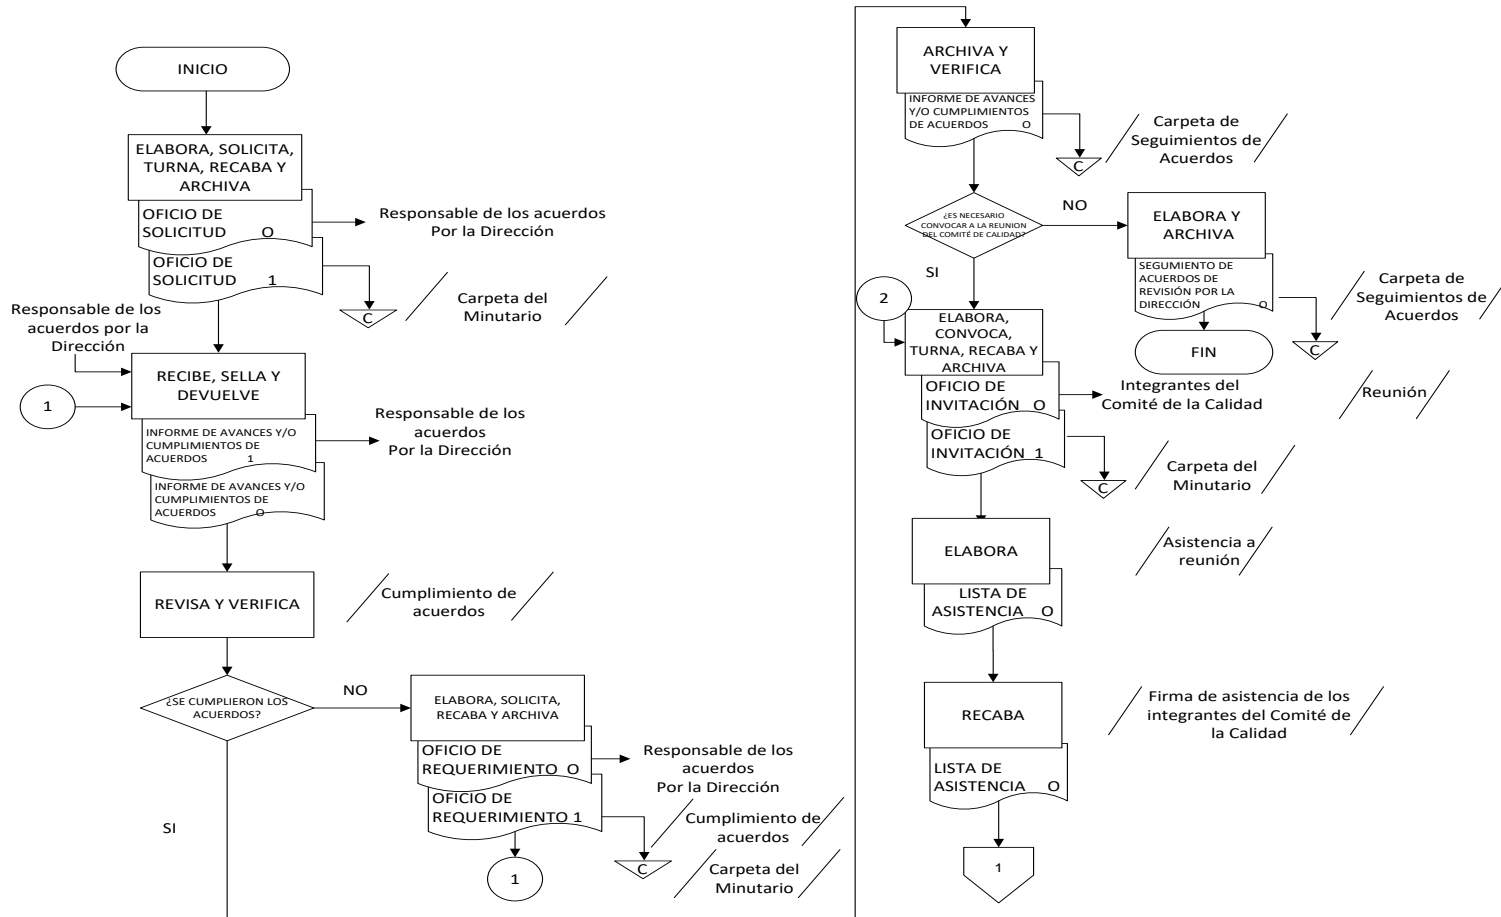 INICIO
ELABORA, SOLICITA,
TURNA, RECABA Y
ARCHIVA
OFICIO DE
SOLICITUD O
OFICIO DE
SOLICITUD 1
Responsable de los acuerdos
Por la Dirección
C
Carpeta del
Minutario
Responsable de los
acuerdos por la
Dirección
RECIBE, SELLA Y
DEVUELVE
1
INFORME DE AVANCES Y/O
CUMPLIMIENTOS DE
ACUERDOS 1
INFORME DE AVANCES Y/O
CUMPLIMIENTOS DE
ACUERDOS O
Responsable de los
acuerdos
Por la Dirección
REVISA Y VERIFICA
Cumplimiento de
acuerdos
¿SE CUMPLIERON LOS
ACUERDOS?
NO
SI
ELABORA, SOLICITA,
RECABA Y ARCHIVA
OFICIO DE
REQUERIMIENTO O
OFICIO DE
REQUERIMIENTO 1
Responsable de los
acuerdos
Por la Dirección
Cumplimiento de
acuerdos
C
Carpeta del
Minutario
1
ARCHIVA Y
VERIFICA
INFORME DE AVANCES
Y/O CUMPLIMIENTOS
DE ACUERDOS O
C
Carpeta de
Seguimientos de
Acuerdos
¿ES NECESARIO
CONVOCAR A LA REUNION
DEL COMITÉ DE CALIDAD?
NO
SI
ELABORA Y
ARCHIVA
SEGUMIENTO DE
ACUERDOS DE
REVISIÓN POR LA
DIRECCIÓN O
C
Carpeta de
Seguimientos de
Acuerdos
FIN
2
ELABORA,
CONVOCA,
TURNA, RECABA Y
ARCHIVA
OFICIO DE
INVITACIÓN O
OFICIO DE
INVITACIÓN 1
Integrantes del
Comité de la Calidad
Reunión
C
Carpeta del
Minutario
ELABORA
LISTA DE
ASISTENCIA O
Asistencia a
reunión
RECABA
LISTA DE
ASISTENCIA O
Firma de asistencia de los
integrantes del Comité de
la Calidad
1